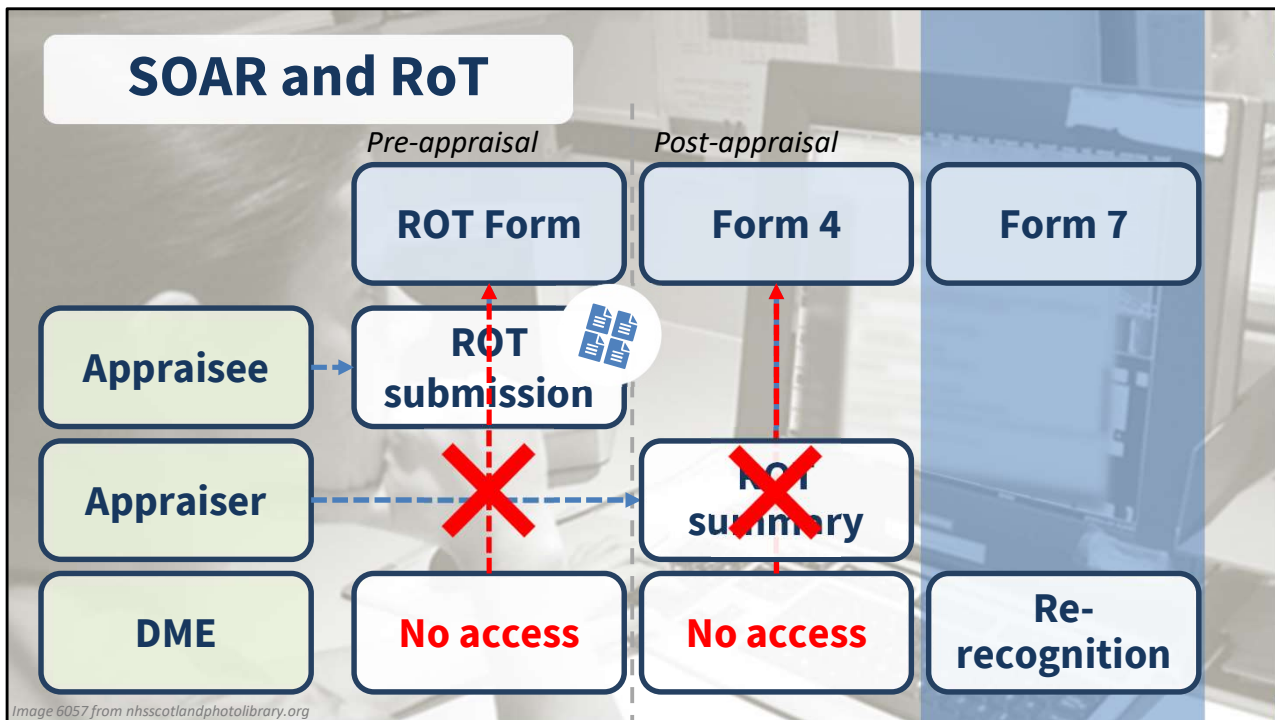 SOAR and RoT
Pre-appraisal
Post-appraisal
ROT Form
Form 4
Form 7
Appraisee
ROT
submission
Appraiser
ROT
summary
DME
No access
No access
Re-
recognition
Image 6057 from nhsscotlandphotolibrary.org